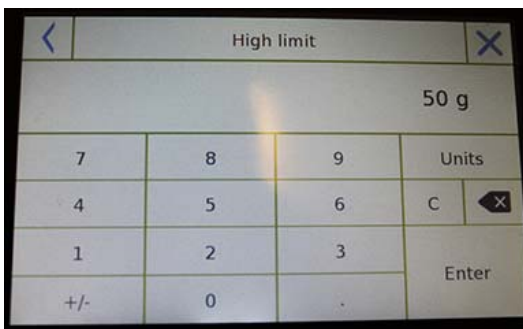 High limit
50 g
7 8 9 Units
4 5 6 C
1 2 3
Enter
+/- 0 .